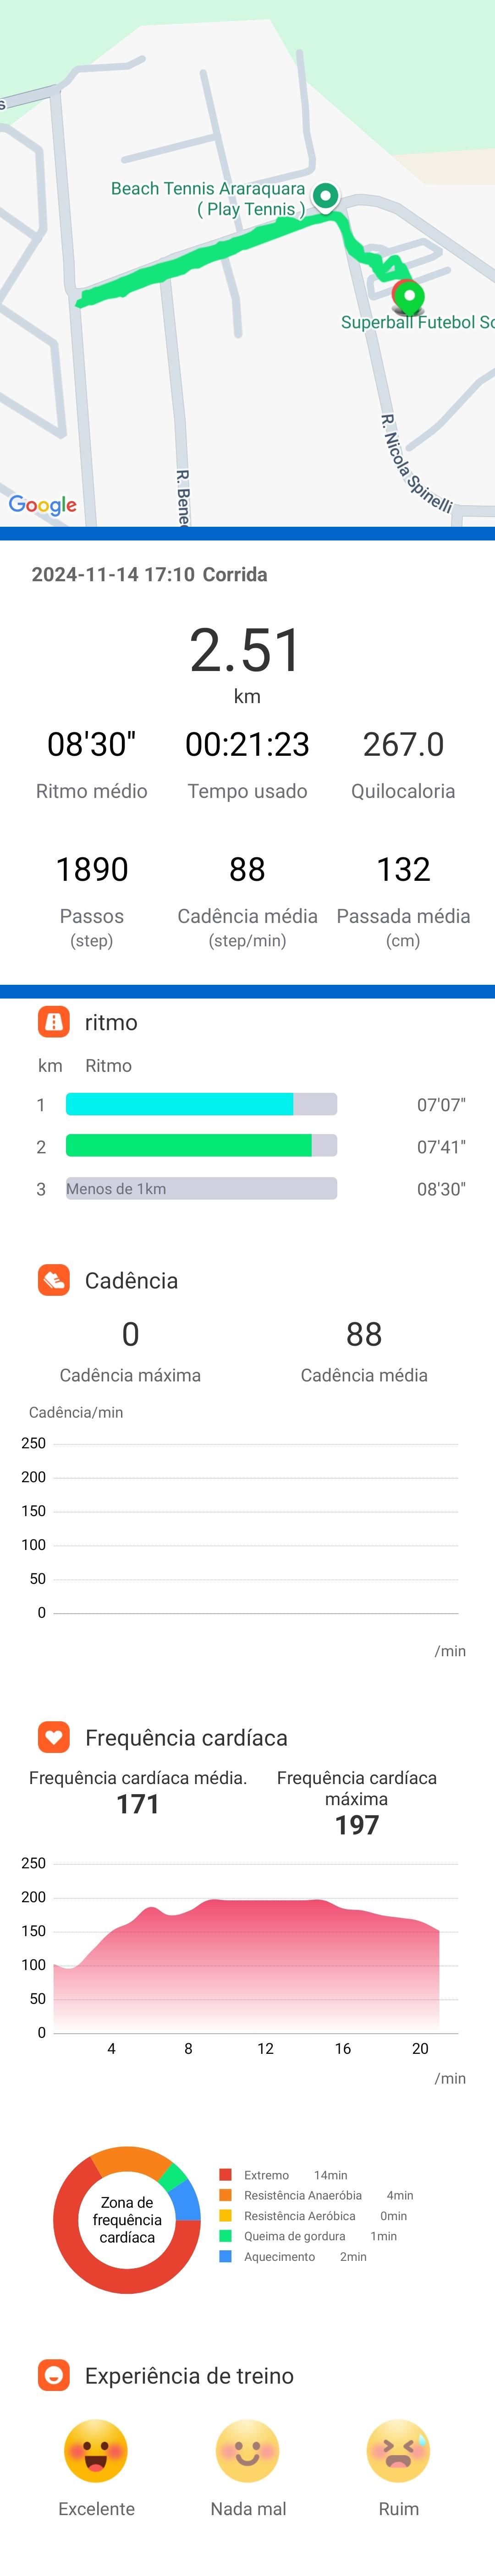 s
Beach Tennis Araraquara
( Play Tennis )
Superball Futebol So
R. Nicola Spinelli
R. Bene
Google
2024-11-14 17:10 Corrida
2.51
km
08'30" 00:21:23 267.0
Ritmo médio Tempo usado Quilocaloria
1890 88 132
Passos Cadência média Passada média
(step) (step/min) (cm)
ritmo
km Ritmo
1 07'07"
2 07'41"
3 Menos de 1km 08'30"
Cadência
0 88
Cadência máxima Cadência média
Cadência/min
250
200
150
100
50
0
/min
Frequência cardíaca
Frequência cardíaca média. Frequência cardíaca
máxima
171
197
250
200
150
100
50
0
4 8 12 16 20
/min
Zona de
frequência
cardíaca
Extremo 14min
Resistência Anaeróbia 4min
Resistência Aeróbica 0min
Queima de gordura 1min
Aquecimento 2min
Experiência de treino
Excelente Nada mal Ruim